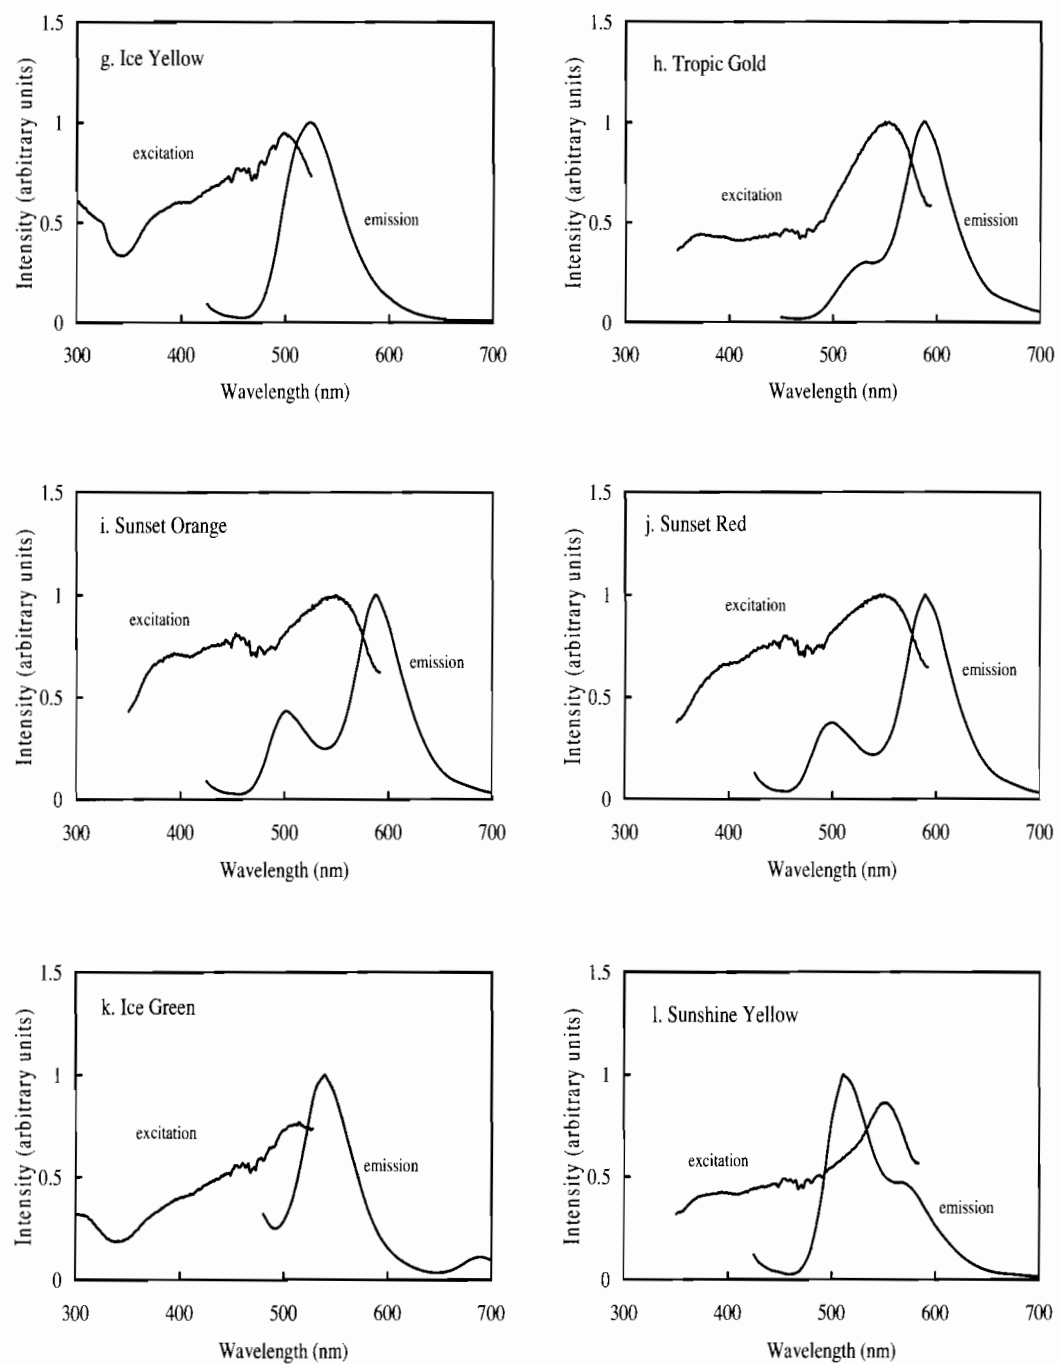 1.5
g. Ice Yellow
1
excitation
0.5
emission
0
300 400 500 600 700
Wavelength (nm)
Intensity (arbitrary units)
1.5
h. Tropic Gold
1
excitation
0.5
emission
0
300 400 500 600 700
Wavelength (nm)
Intensity (arbitrary units)
1.5
i. Sunset Orange
1
excitation
emission
0.5
0
300 400 500 600 700
Wavelength (nm)
Intensity (arbitrary units)
1.5
j. Sunset Red
1
excitation
emission
0.5
0
300 400 500 600 700
Wavelength (nm)
Intensity (arbitrary units)
1.5
k. Ice Green
1
excitation
emission
0.5
0
300 400 500 600 700
Wavelength (nm)
Intensity (arbitrary units)
1.5
l. Sunshine Yellow
1
excitation
0.5
emission
0
300 400 500 600 700
Wavelength (nm)
Intensity (arbitrary units)